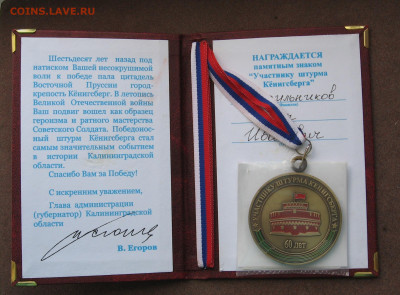 COINS.LAVE.RU
Шестьдесят лет назад под
натиском Вашей несокрушимой
воли к победе пала цитадель
Восточной Пруссии город-
крепость Кёнигсберг. В летопись
Великой Отечественной войны
Ваш подвиг вошел как образец
героизма и ратного мастерства
Советского Солдата. Победонос-
ный штурм Кёнигсберга стал
самым значительным событием
в истории Калининградской
области.
Спасибо Вам за Победу!
С искренним уважением,
Глава администрации
(губернатор) Калининградской
области
В. Егоров
НАГРАЖДАЕТСЯ
памятным знаком
"Участнику штурма
Кёнигсберга"
УЧАСТНИКУ ШТУРМА КЁНИГСБЕРГА
60 лет